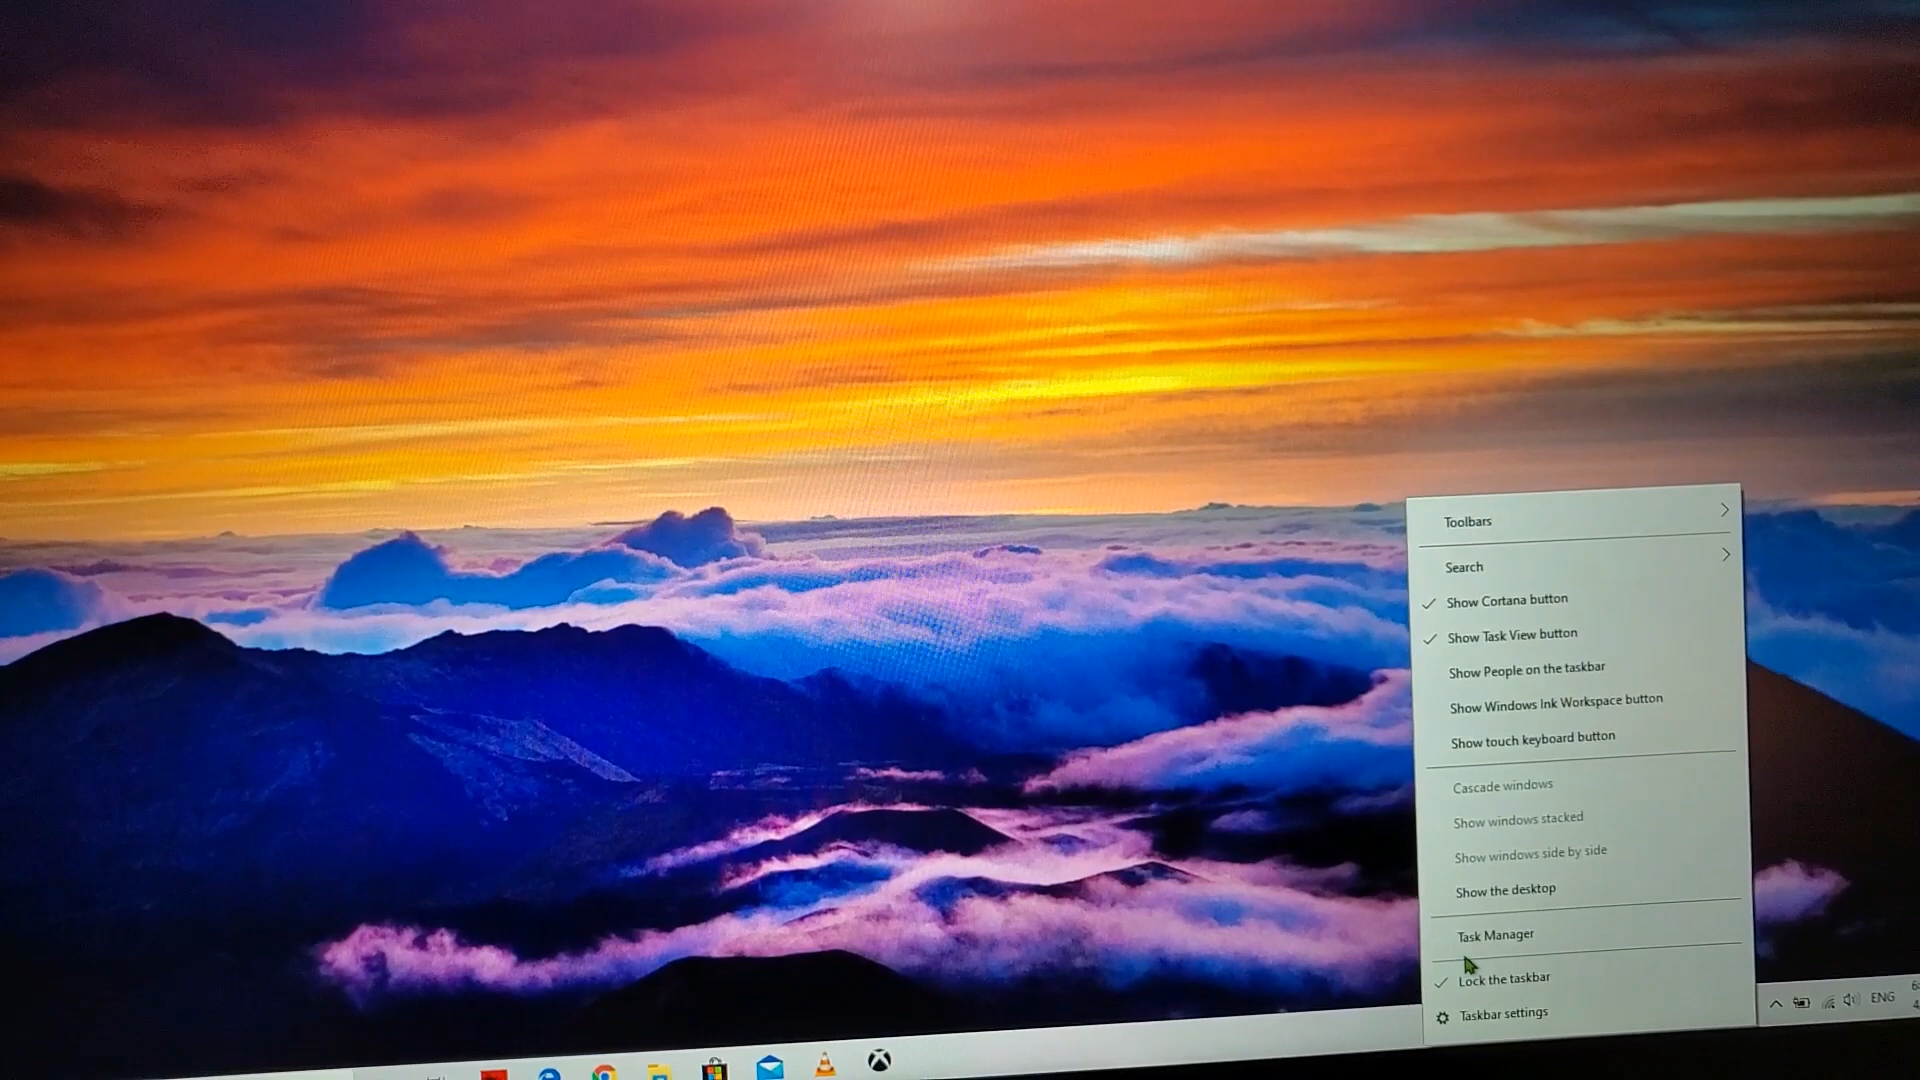 Toolbars
Search
Show Cortana button
Show Task View button
Show People on the taskbar
Show Windows Ink Workspace button
Show touch keyboard button
Cascade windows
Show windows stacked
Show windows side by side
Show the desktop
Task Manager
Lock the taskbar
Taskbar settings
ENG